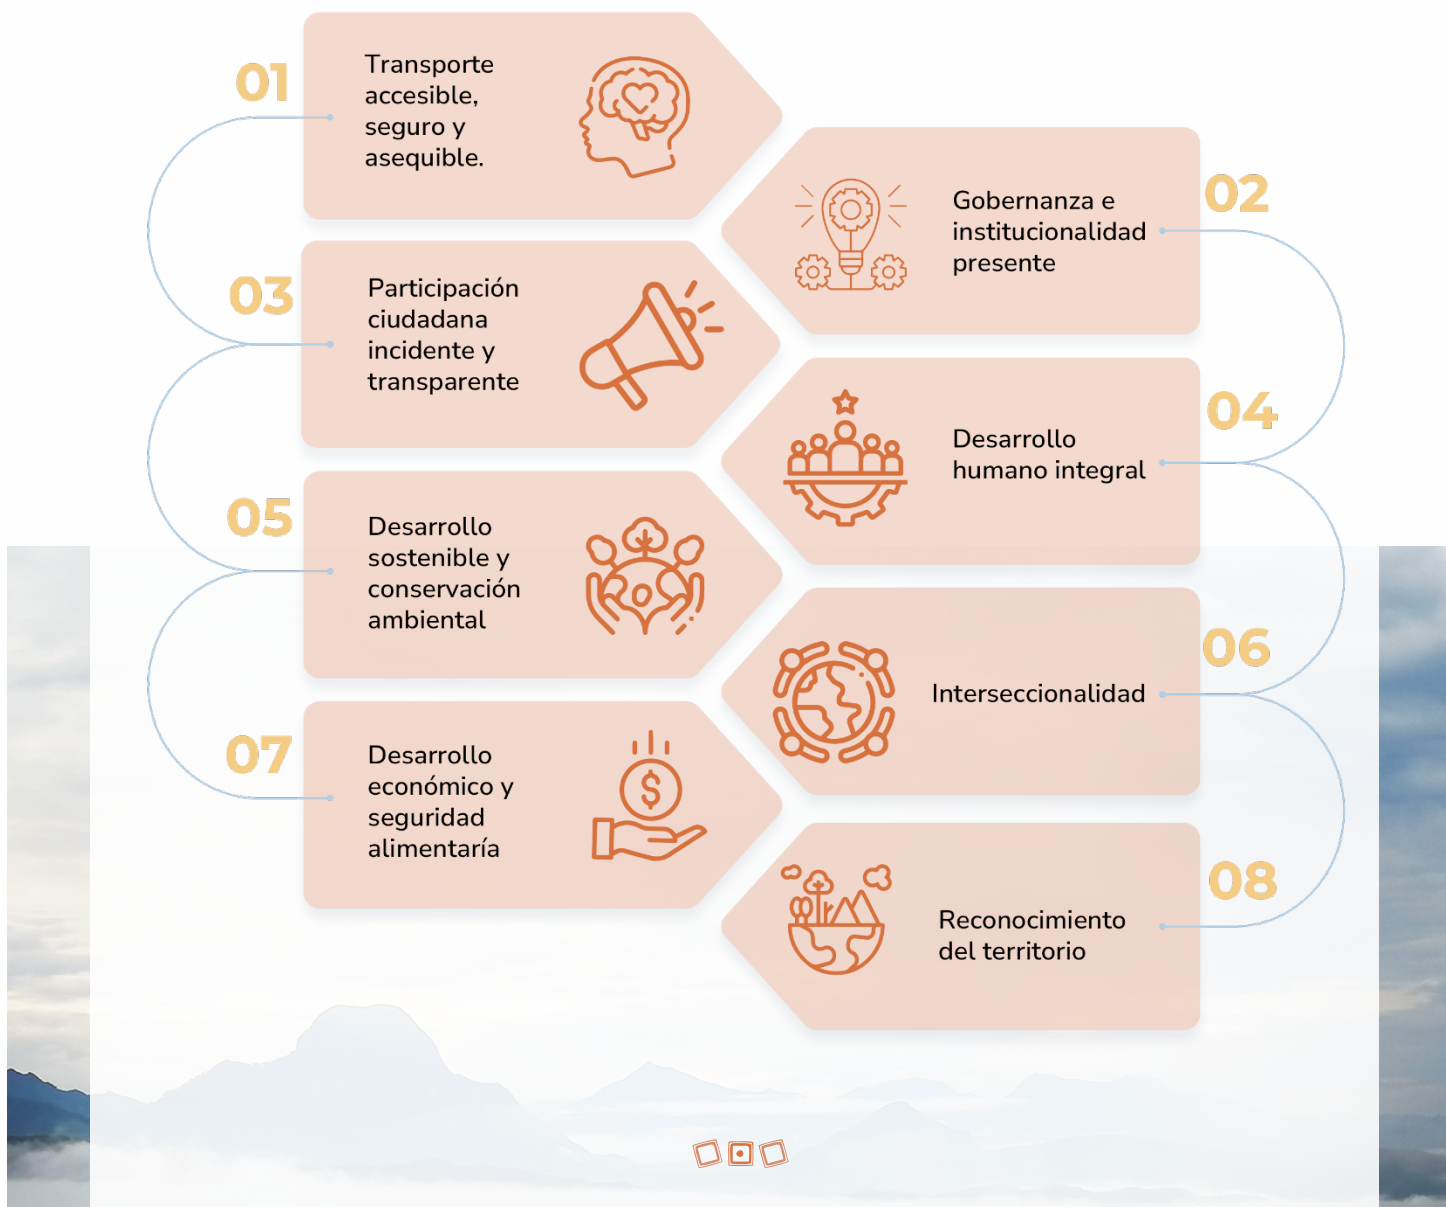 01
Transporte
accesible,
seguro y
asequible.
02
Gobernanza e
institucionalidad
presente
03
Participación
ciudadana
incidente y
transparente
04
Desarrollo
humano integral
05
Desarrollo
sostenible y
conservación
ambiental
06
Interseccionalidad
07
Desarrollo
económico y
seguridad
alimentaría
$
08
Reconocimiento
del territorio